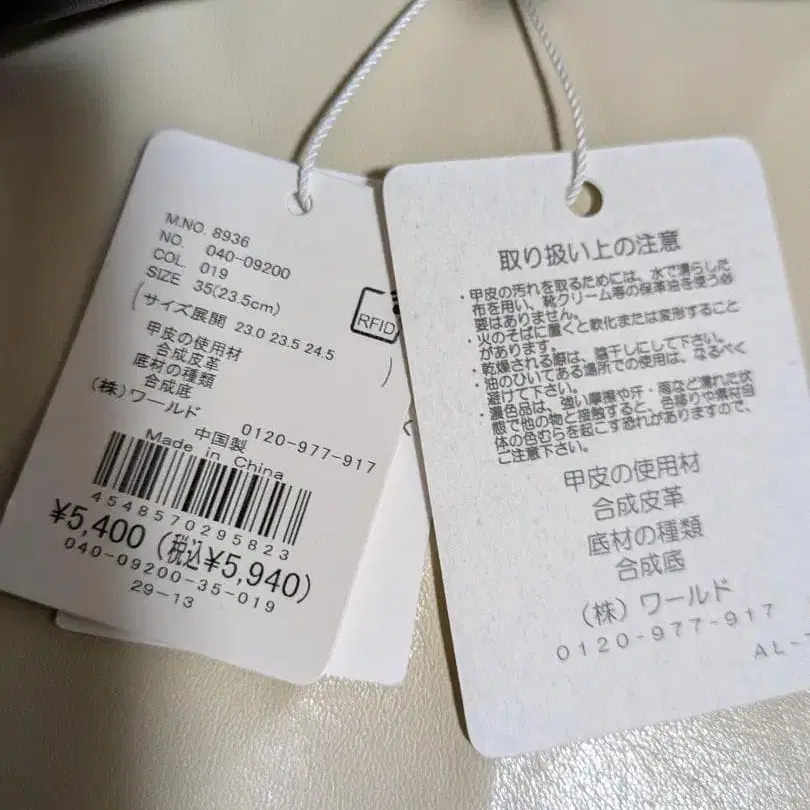 M.NO. 8936
NO. 040-09200
COL. 019
SIZE 35(23.5cm)
(サイズ展開 23.0 23.5 24.5)
甲皮の使用材
合成皮革
底材の種類
合成底
(株)ワールド
0120-977-917
中国製
Made in China
4548570295823
¥5,400 (税込¥5,940)
040-09200-35-019
29-13
RFID
取り扱い上の注意
・甲皮の汚れを取るためには、水で濡らした
布を用い、靴クリーム等の保革油を使う必
要はありません。
・火のそばに置くと軟化または変形すること
があります。
・乾燥される際は、陰干しにして下さい。
・油のひいてある場所での使用は、なるべく
避けて下さい。
・濃色品は、強い摩擦や汗・雨など濡れた状
態で他の物と接触すると、色移りや素材自
体の色むらを起こす恐れがありますので、
ご注意下さい。
甲皮の使用材
合成皮革
底材の種類
合成底
(株)ワールド
0120-977-917
AL-